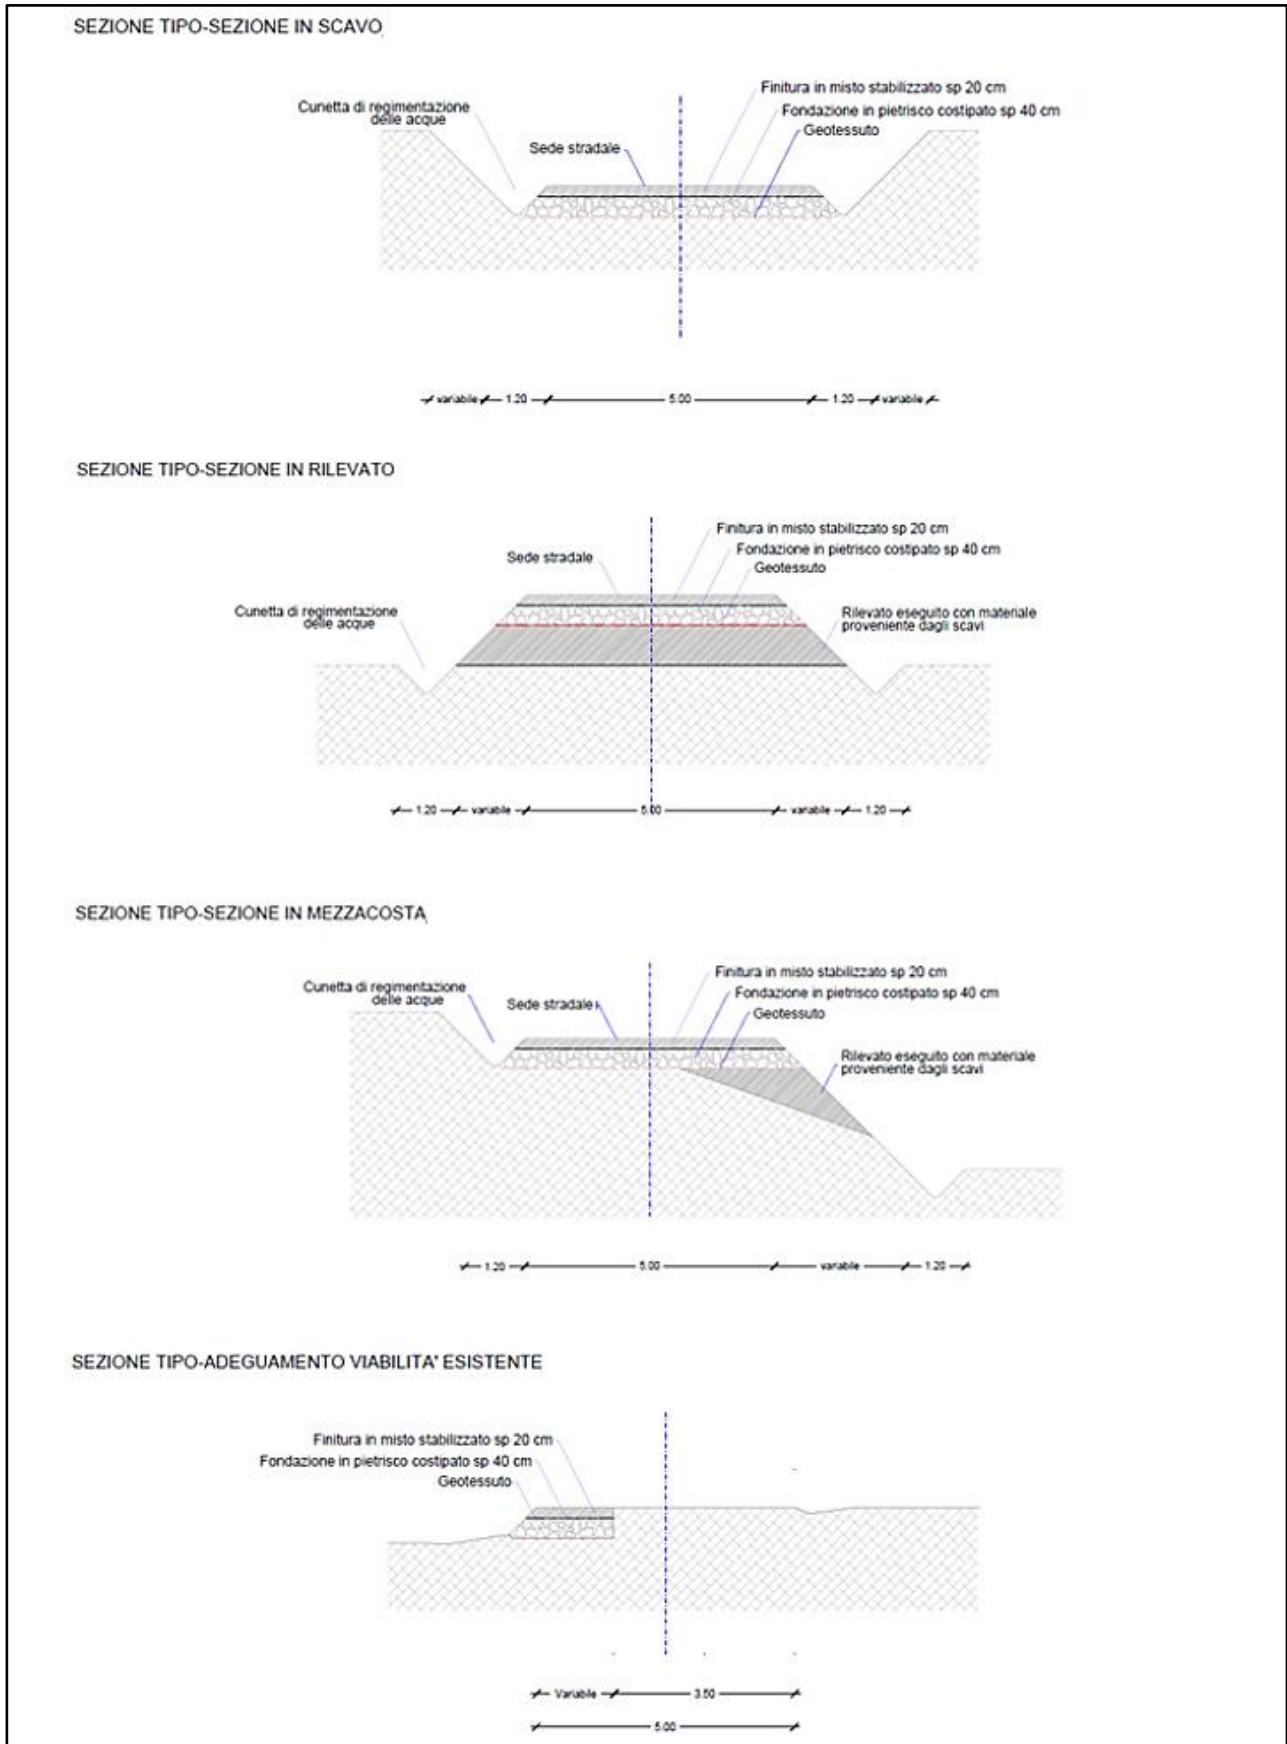 SEZIONE TIPO-SEZIONE IN SCAVO
Finitura in misto stabilizzato sp 20 cm
Cunetta di regimentazione
delle acque
Fondazione in pietrisco costipato sp 40 cm
Geotessuto
Sede stradale
variabile 1.20 5.00 1.20 variabile
SEZIONE TIPO-SEZIONE IN RILEVATO
Finitura in misto stabilizzato sp 20 cm
Sede stradale
Fondazione in pietrisco costipato sp 40 cm
Geotessuto
Cunetta di regimentazione
delle acque
Rilevato eseguito con materiale
proveniente dagli scavi
1.20 variabile 5.00 variabile 1.20
SEZIONE TIPO-SEZIONE IN MEZZACOSTA
Finitura in misto stabilizzato sp 20 cm
Cunetta di regimentazione
delle acque
Sede stradale
Fondazione in pietrisco costipato sp 40 cm
Geotessuto
Rilevato eseguito con materiale
proveniente dagli scavi
1.20 5.00 variabile 1.20
SEZIONE TIPO-ADEGUAMENTO VIABILITA' ESISTENTE
Finitura in misto stabilizzato sp 20 cm
Fondazione in pietrisco costipato sp 40 cm
Geotessuto
Variabile 3.50
5.00